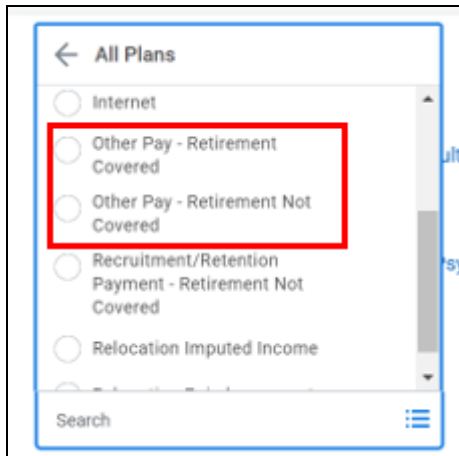 All Plans
Internet
Other Pay - Retirement
Covered
Other Pay - Retirement Not
Covered
Recruitment/Retention
Payment - Retirement Not
Covered
Relocation Imputed Income
Search